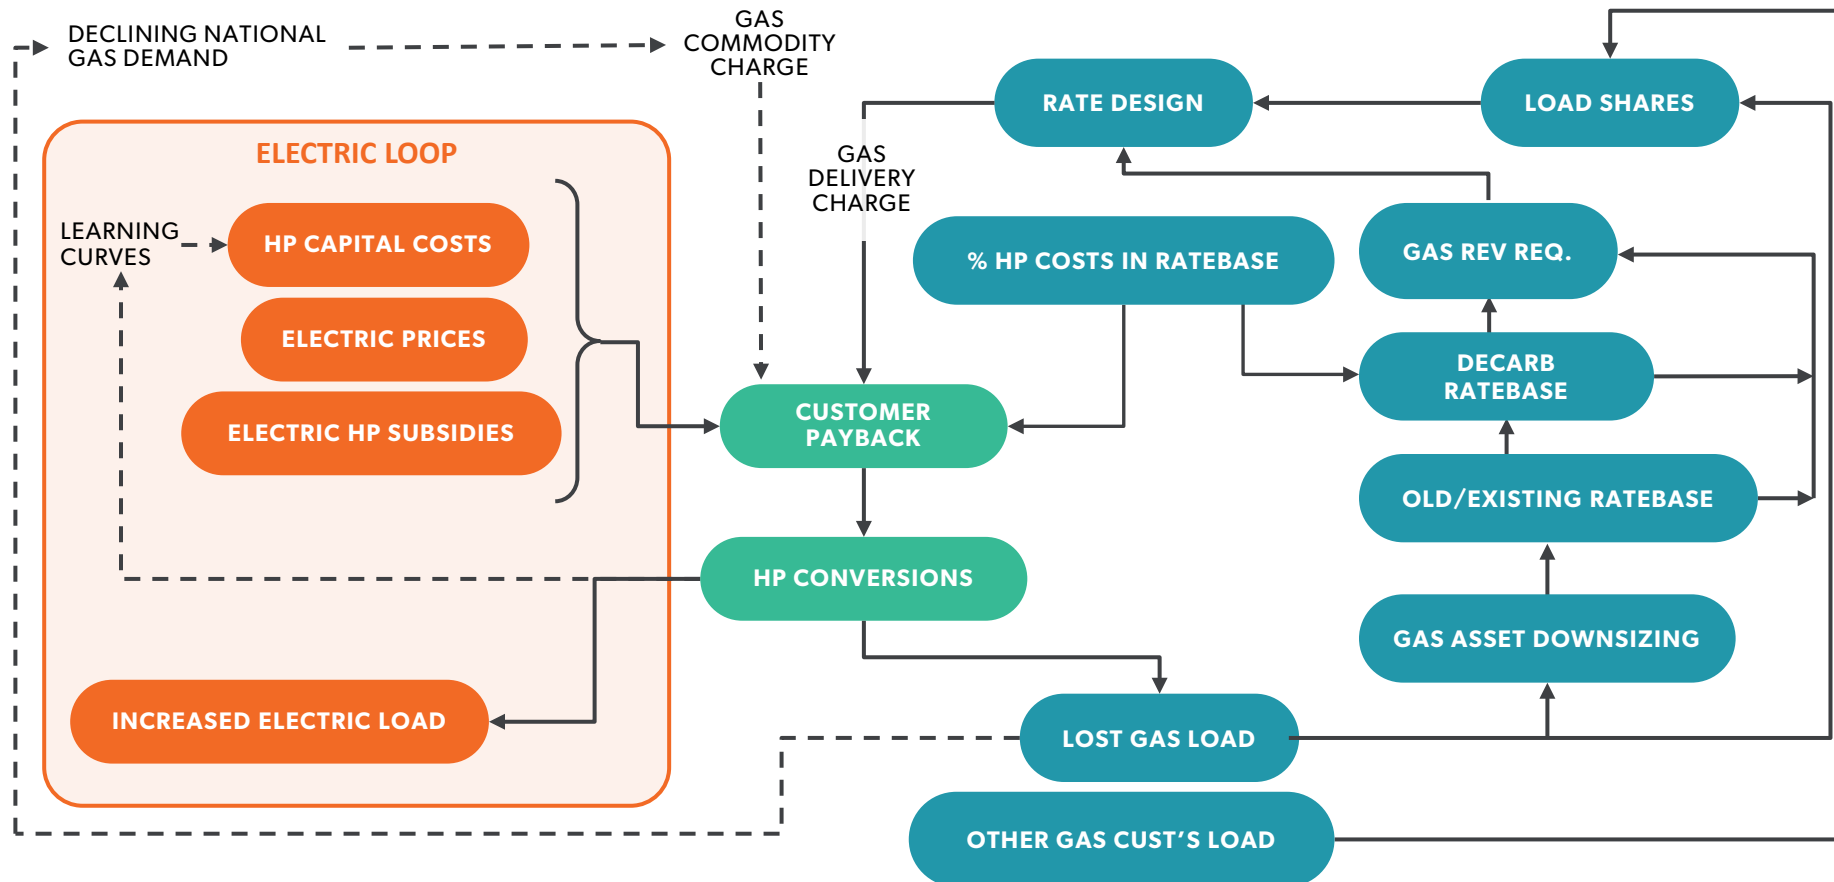 DECLINING NATIONAL
GAS DEMAND
GAS
COMMODITY
CHARGE
RATE DESIGN
LOAD SHARES
ELECTRIC LOOP
GAS
DELIVERY
CHARGE
LEARNING
CURVES
HP CAPITAL COSTS
% HP COSTS IN RATEBASE
GAS REV REQ.
ELECTRIC PRICES
DECARB
RATEBASE
ELECTRIC HP SUBSIDIES
CUSTOMER
PAYBACK
OLD/EXISTING RATEBASE
HP CONVERSIONS
GAS ASSET DOWNSIZING
INCREASED ELECTRIC LOAD
LOST GAS LOAD
OTHER GAS CUST’S LOAD